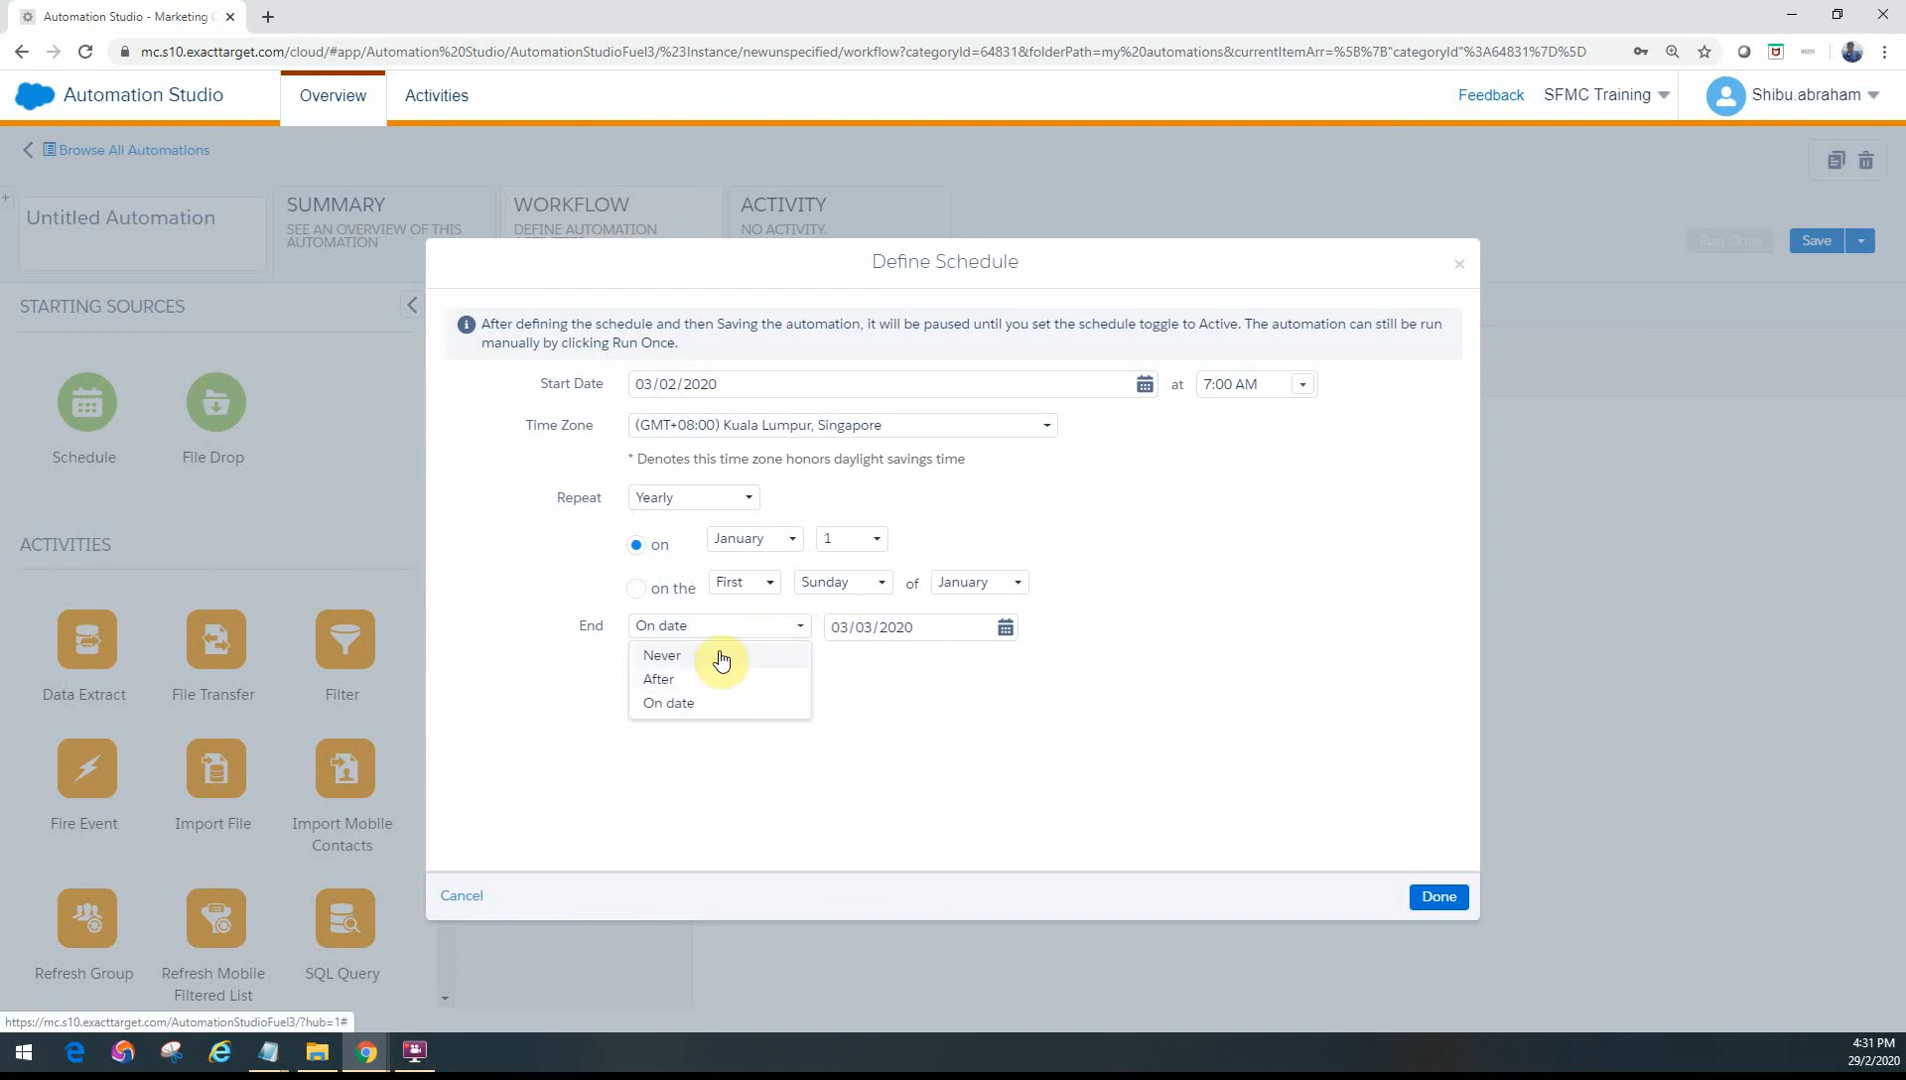 Automation Studio - Marketing C
mc.s10.exacttarget.com/cloud/#app/Automation%20Studio/AutomationStudioFuel3/%23Instance/newunspecified/workflow?categoryId=64831&folderPath=my%20automations&currentItemArr=%5B%7B"categoryId"%3A64831%7D%5D
Automation Studio
Overview
Activities
Feedback
SFMC Training
Shibu.abraham
Browse All Automations
Untitled Automation
SUMMARY
SEE AN OVERVIEW OF THIS
AUTOMATION
WORKFLOW
DEFINE AUTOMATION
ACTIVITY
NO ACTIVITY.
Run Once
Save
STARTING SOURCES
Schedule
File Drop
ACTIVITIES
Data Extract
File Transfer
Filter
Fire Event
Import File
Import Mobile
Contacts
Refresh Group
Refresh Mobile
Filtered List
SQL Query
Define Schedule
After defining the schedule and then Saving the automation, it will be paused until you set the schedule toggle to Active. The automation can still be run
manually by clicking Run Once.
Start Date 03/02/2020 at 7:00 AM
Time Zone (GMT+08:00) Kuala Lumpur, Singapore
* Denotes this time zone honors daylight savings time
Repeat Yearly
on January 1
on the First Sunday of January
End On date 03/03/2020
Never
After
On date
Cancel
Done
https://mc.s10.exacttarget.com/AutomationStudioFuel3/?hub=1#
4:31 PM
29/2/2020